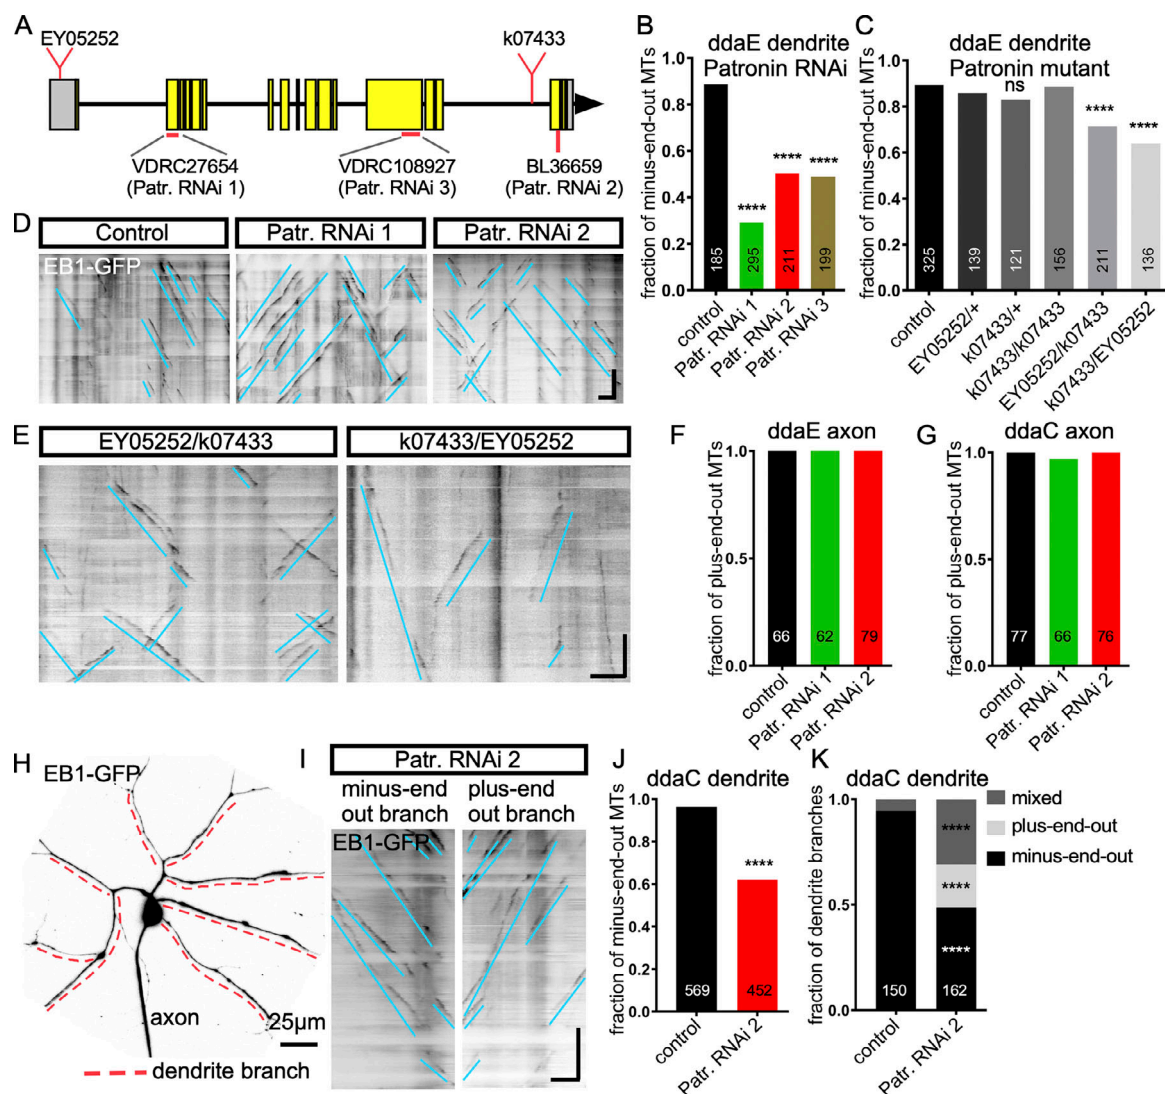 A
EY05252
k07433
VDRC27654
(Patr. RNAi 1)
VDRC108927
(Patr. RNAi 3)
BL36659
(Patr. RNAi 2)
B
ddaE dendrite
Patronin RNAi
fraction of minus-end-out MTs
1.0
0.8
0.6
0.4
0.2
0.0
****
****
****
185
295
211
199
control
Patr. RNAi 1
Patr. RNAi 2
Patr. RNAi 3
C
ddaE dendrite
Patronin mutant
fraction of minus-end-out MTs
1.0
0.8
0.6
0.4
0.2
0.0
ns
****
****
325
139
121
156
211
136
control
EY05252/+
k07433/+
k07433/k07433
EY05252/k07433
k07433/EY05252
D
Control
Patr. RNAi 1
Patr. RNAi 2
EB1-GFP
E
EY05252/k07433
k07433/EY05252
F
ddaE axon
fraction of plus-end-out MTs
1.0
0.5
0.0
66
62
79
control
Patr. RNAi 1
Patr. RNAi 2
G
ddaC axon
fraction of plus-end-out MTs
1.0
0.5
0.0
77
66
76
control
Patr. RNAi 1
Patr. RNAi 2
H
EB1-GFP
axon
25µm
dendrite branch
I
Patr. RNAi 2
minus-end
out branch
plus-end
out branch
EB1-GFP
J
ddaC dendrite
fraction of minus-end-out MTs
1.0
0.8
0.6
0.4
0.2
0.0
****
569
452
control
Patr. RNAi 2
K
ddaC dendrite
fraction of dendrite branches
1.0
0.5
0.0
****
****
****
150
162
control
Patr. RNAi 2
mixed
plus-end-out
minus-end-out